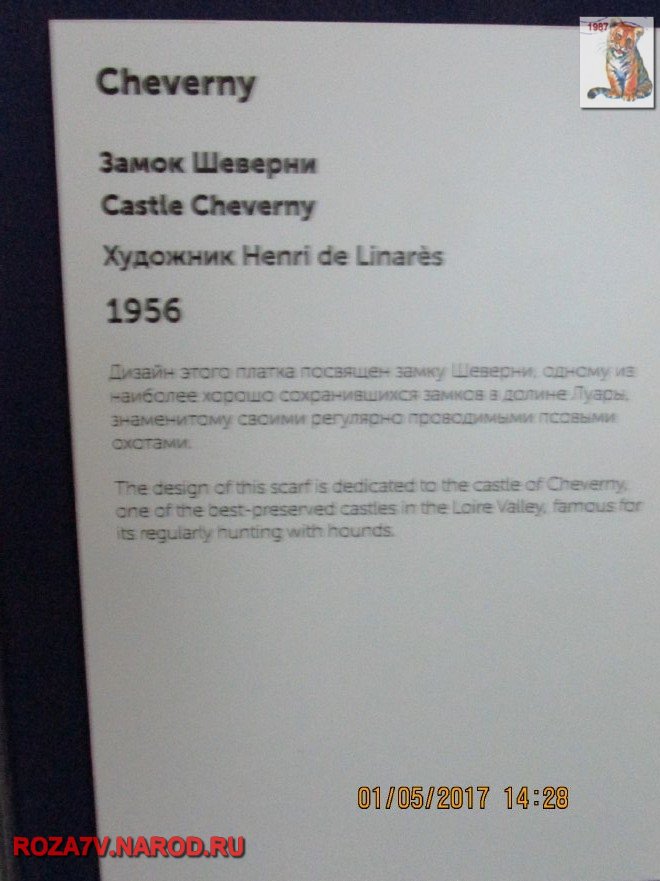 1987
Cheverny
Замок Шеверни
Castle Cheverny
Художник Henri de Linarès
1956
Дизайн этого платка посвящен замку Шеверни, одному из
наиболее хорошо сохранившихся замков в долине Луары,
знаменитому своими регулярно проводимыми псовыми
охотами.
The design of this scarf is dedicated to the castle of Cheverny,
one of the best-preserved castles in the Loire Valley, famous for
its regularly hunting with hounds.
01/05/2017 14:28
ROZA7V.NAROD.RU